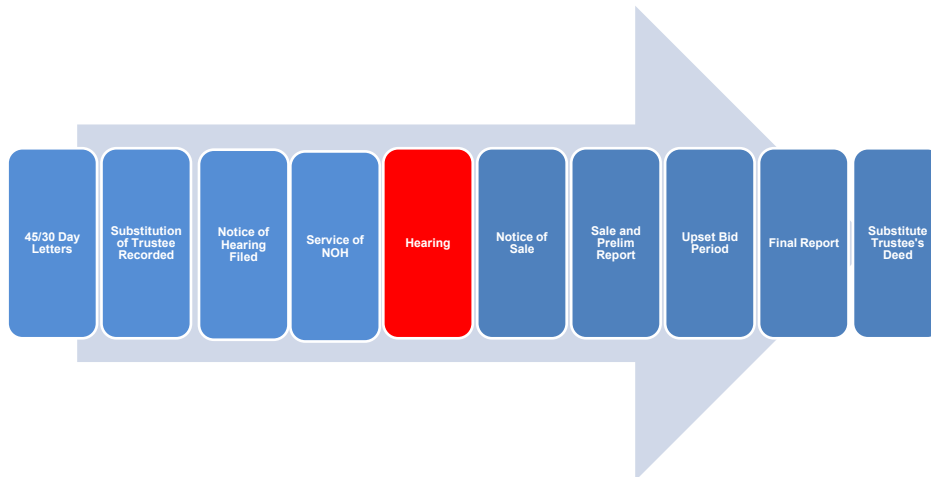 45/30 Day
Letters
Substitution
of Trustee
Recorded
Notice of
Hearing
Filed
Service of
NOH
Hearing
Notice of
Sale
Sale and
Prelim
Report
Upset Bid
Period
Final Report
Substitute
Trustee's
Deed